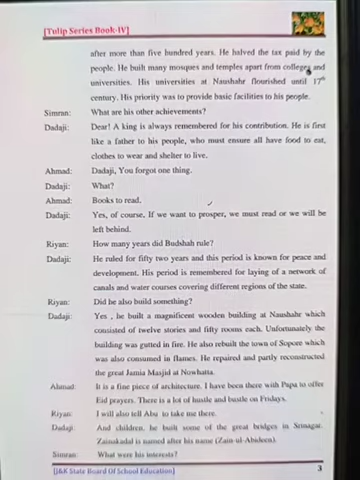 [Tulip Series Book-IV]
after more than five hundred years. He halved the tax paid by the
people. He built many mosques and temples apart from colleges and
universities. His universities at Naushahr flourished until 17th
century. His priority was to provide basic facilities to his people.
Simran: What are his other achievements?
Dadaji: Dear! A king is always remembered for his contribution. He is first
like a father to his people, who must ensure all have food to eat,
clothes to wear and shelter to live.
Ahmad: Dadaji, You forgot one thing.
Dadaji: What?
Ahmad: Books to read.
Dadaji: Yes, of course. If we want to prosper, we must read or we will be
left behind.
Riyan: How many years did Budshah rule?
Dadaji: He ruled for fifty two years and this period is known for peace and
development. His period is remembered for laying of a network of
canals and water courses covering different regions of the state.
Riyan: Did he also build something?
Dadaji: Yes , he built a magnificent wooden building at Naushahr which
consisted of twelve stories and fifty rooms each. Unfortunately the
building was gutted in fire. He also rebuilt the town of Sopore which
was also consumed in flames. He repaired and partly reconstructed
the great Jamia Masjid at Nowhatta.
Ahmad: It is a fine piece of architecture. I have been there with Papa to offer
Eid prayers. There is a lot of hustle and bustle on Fridays.
Riyan: I will also tell Abu to take me there.
Dadaji: And children, he built some of the great bridges in Srinagar.
Zainakadal is named after his name (Zain-ul-Abideen).
Simran: What were his interests?
[J&K State Board Of School Education]
3